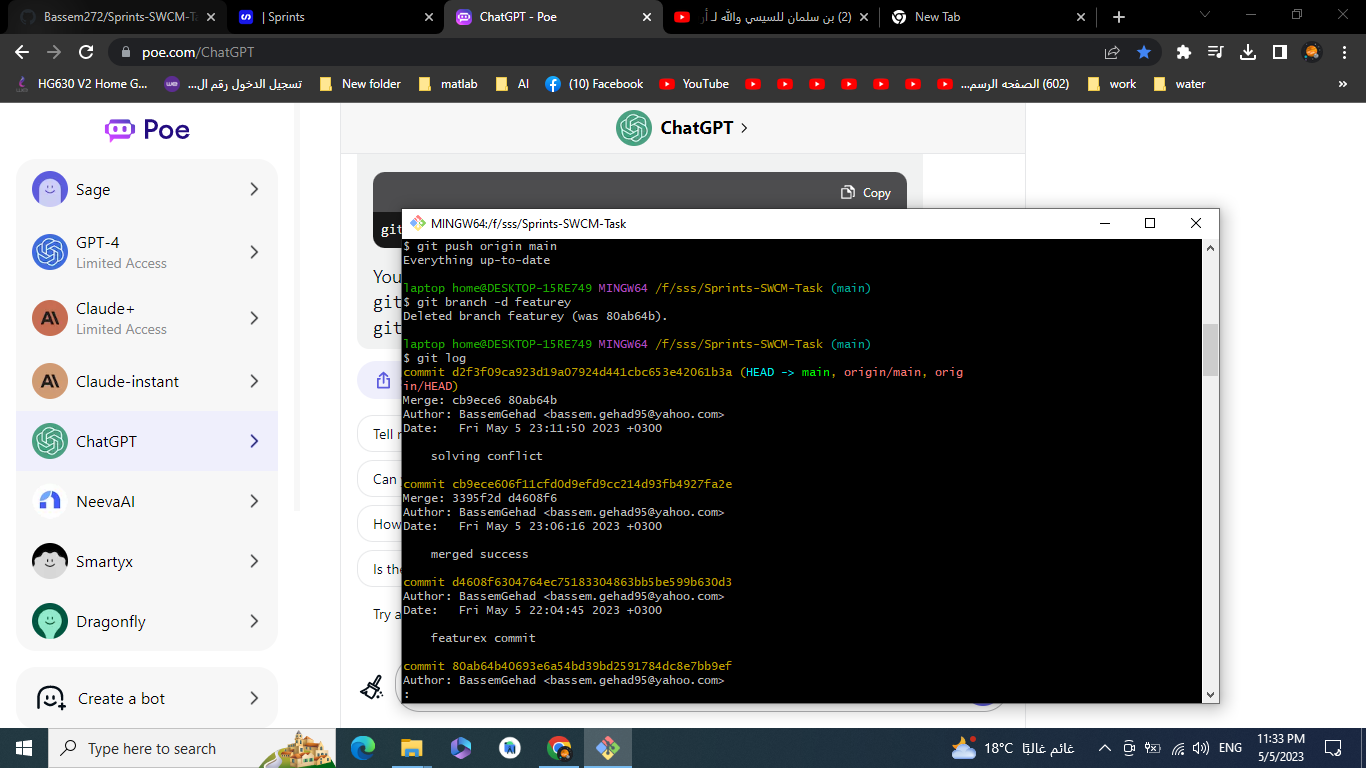 Bassem272/Sprints-SWCM-Ta
| Sprints
ChatGPT - Poe
(2) بن سلمان للسيسي والله لـ أر
New Tab
poe.com/ChatGPT
HG630 V2 Home G...
تسجيل الدخول رقم ال...
New folder
matlab
AI
(10) Facebook
YouTube
(602) الصفحه الرسم...
work
water
»
Poe
Sage
GPT-4
Limited Access
Claude+
Limited Access
Claude-instant
ChatGPT
NeevaAI
Smartyx
Dragonfly
Create a bot
ChatGPT
Copy
git
You
git
git
Tell
Can
How
Is the
Try a
MINGW64:/f/sss/Sprints-SWCM-Task
$ git push origin main
Everything up-to-date
laptop home@DESKTOP-15RE749 MINGW64 /f/sss/Sprints-SWCM-Task (main)
$ git branch -d featurey
Deleted branch featurey (was 80ab64b).
laptop home@DESKTOP-15RE749 MINGW64 /f/sss/Sprints-SWCM-Task (main)
$ git log
commit d2f3f09ca923d19a07924d441cbc653e42061b3a (HEAD -> main, origin/main, orig
in/HEAD)
Merge: cb9ece6 80ab64b
Author: BassemGehad <bassem.gehad95@yahoo.com>
Date:   Fri May 5 23:11:50 2023 +0300
solving conflict
commit cb9ece606f11cfd0d9efd9cc214d93fb4927fa2e
Merge: 3395f2d d4608f6
Author: BassemGehad <bassem.gehad95@yahoo.com>
Date:   Fri May 5 23:06:16 2023 +0300
merged success
commit d4608f6304764ec75183304863bb5be599b630d3
Author: BassemGehad <bassem.gehad95@yahoo.com>
Date:   Fri May 5 22:04:45 2023 +0300
featurex commit
commit 80ab64b40693e6a54bd39bd2591784dc8e7bb9ef
Author: BassemGehad <bassem.gehad95@yahoo.com>
:
Type here to search
18°C غائم غالبًا
ENG
11:33 PM
5/5/2023